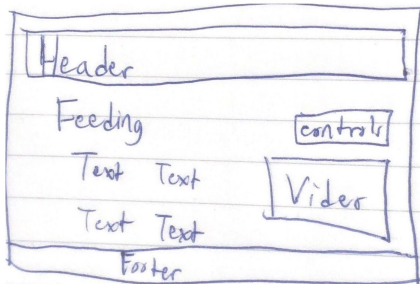 Header
Feeding controls
Text Text
Video
Text Text
Footer